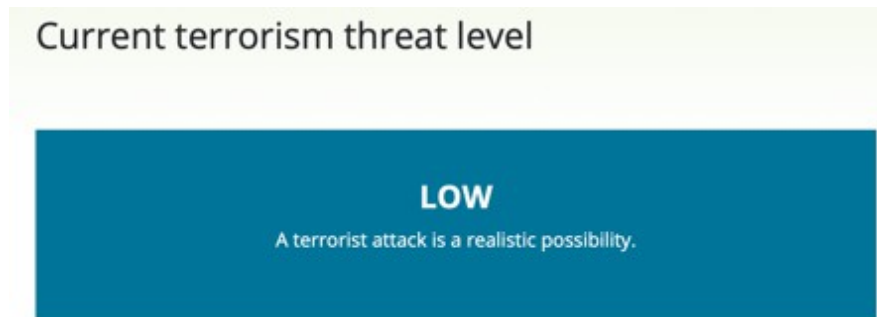 Current terrorism threat level
LOW
A terrorist attack is a realistic possibility.